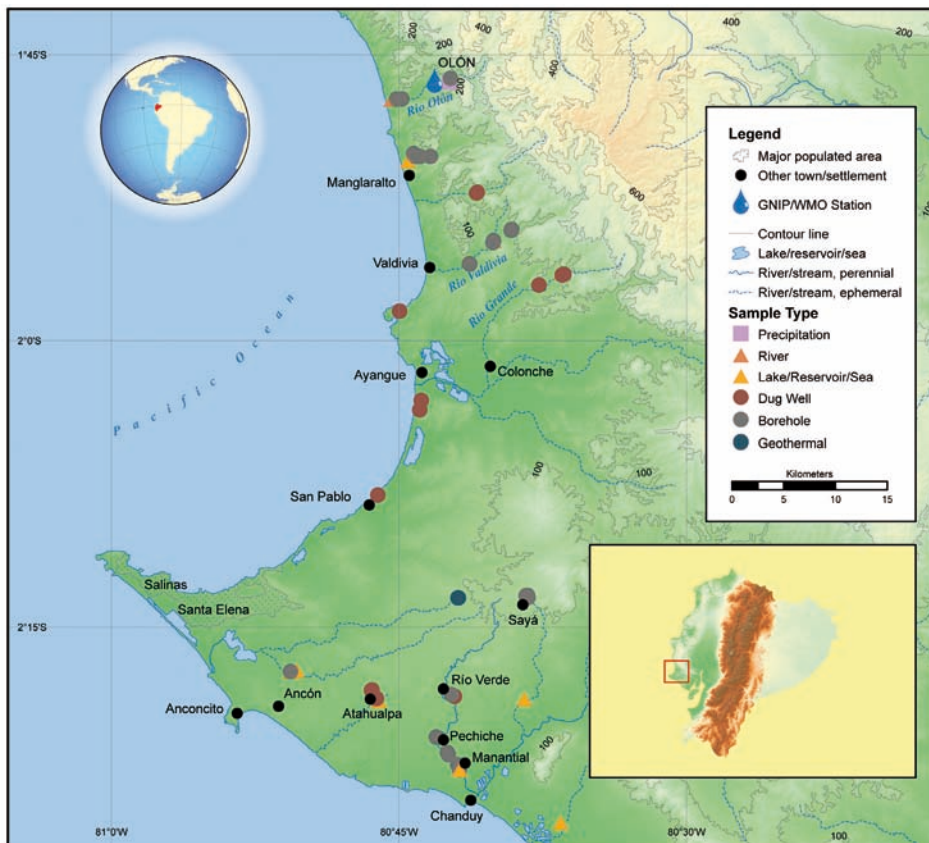 1°45'S
2°0'S
2°15'S
81°0'W
80°45'W
80°30'W
200
200
400
400
200
400
200
600
100
100
100
100
100
100
OLÓN
Río Olón
Manglaralto
Valdivia
Río Valdivia
Río Grande
Pacific Ocean
Ayangue
Colonche
San Pablo
Salinas
Santa Elena
Sayá
Río Verde
Ancón
Atahualpa
Anconcito
Pechiche
Manantial
Chanduy
Legend
Major populated area
Other town/settlement
GNIP/WMO Station
Contour line
Lake/reservoir/sea
River/stream, perennial
River/stream, ephemeral
Sample Type
Precipitation
River
Lake/Reservoir/Sea
Dug Well
Borehole
Geothermal
Kilometers
0 5 10 15